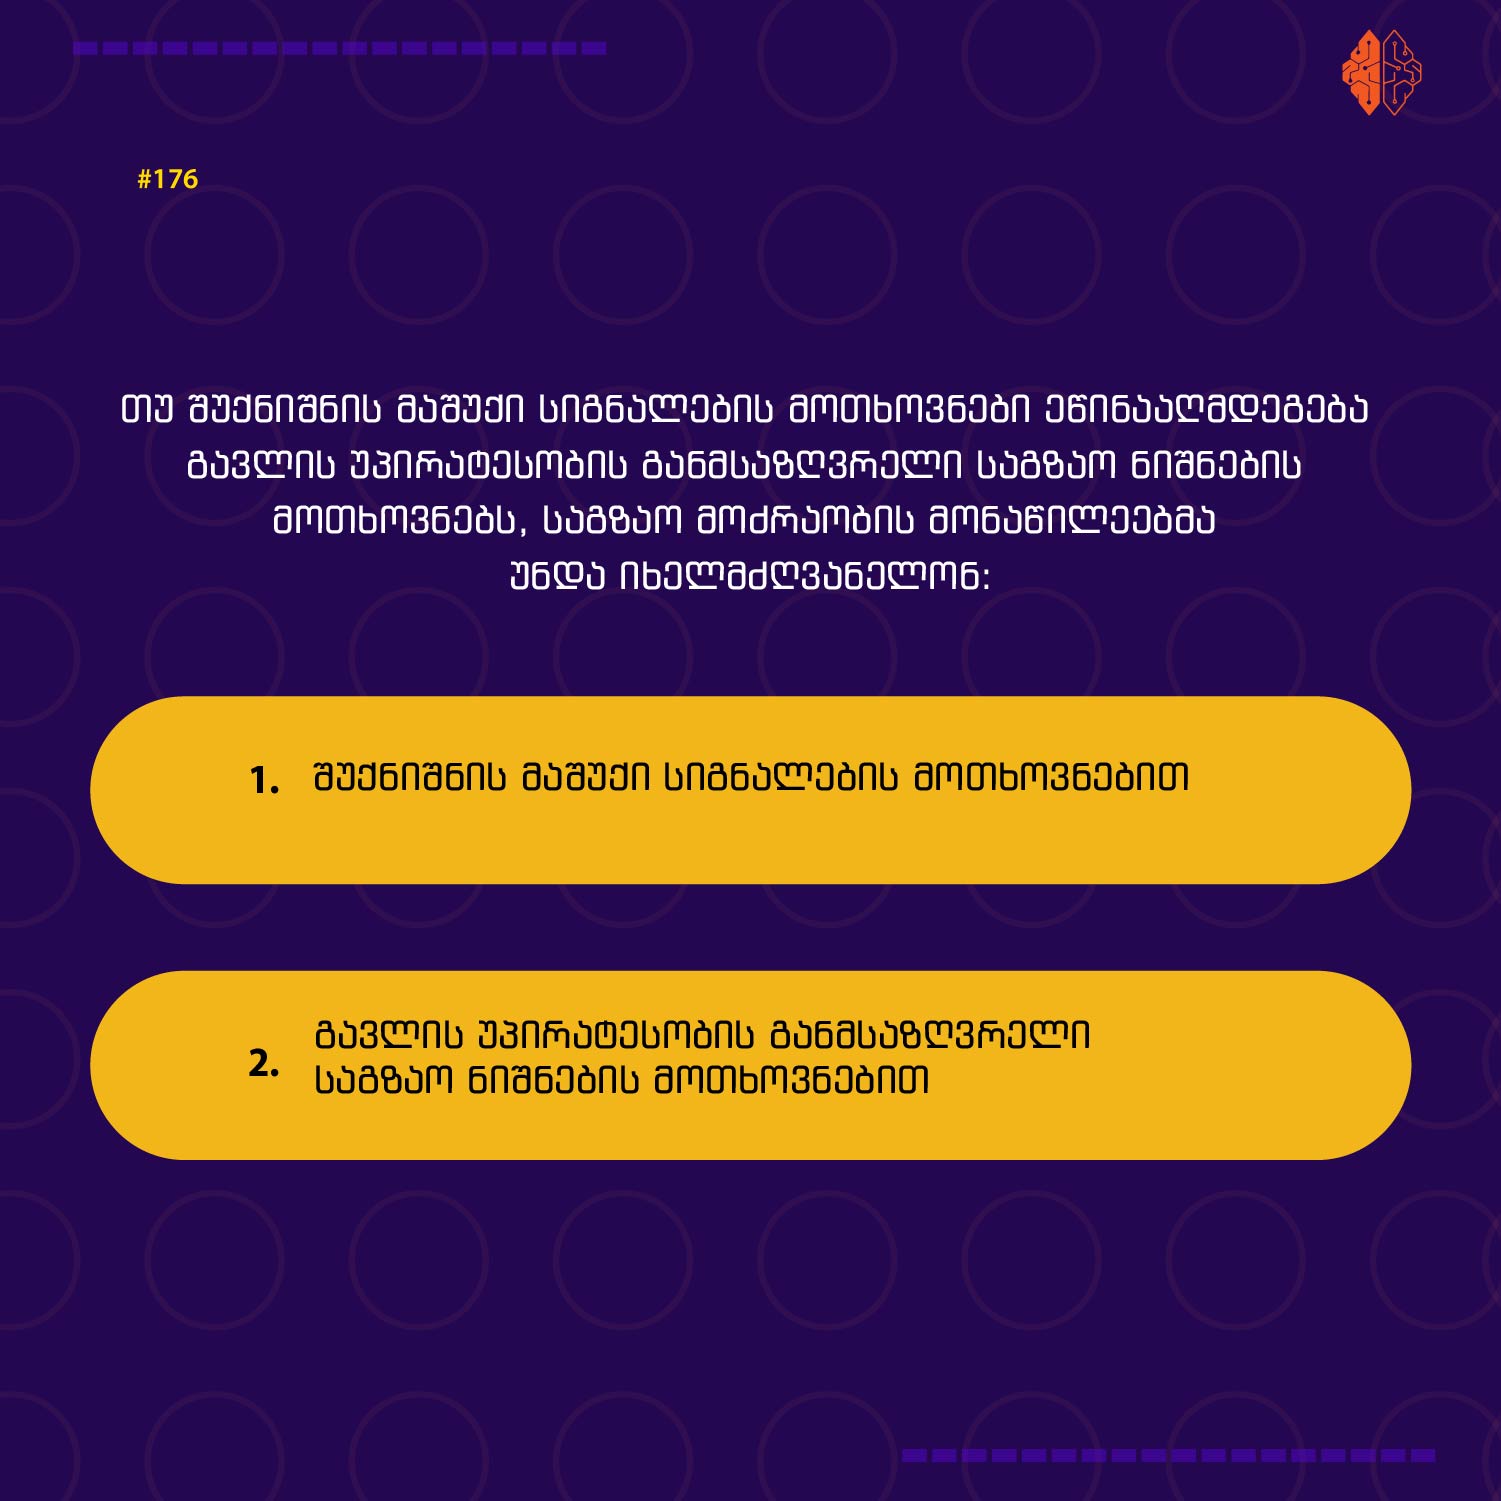 #176
თუ შუქნიშნის მაშუქი სიგნალების მოთხოვნები ეწინააღმდეგება
გავლის უპირატესობის განმსაზღვრელი საგზაო ნიშნების
მოთხოვნებს, საგზაო მოძრაობის მონაწილეებმა
უნდა იხელმძღვანელონ:
1. შუქნიშნის მაშუქი სიგნალების მოთხოვნებით
2. გავლის უპირატესობის განმსაზღვრელი
საგზაო ნიშნების მოთხოვნებით